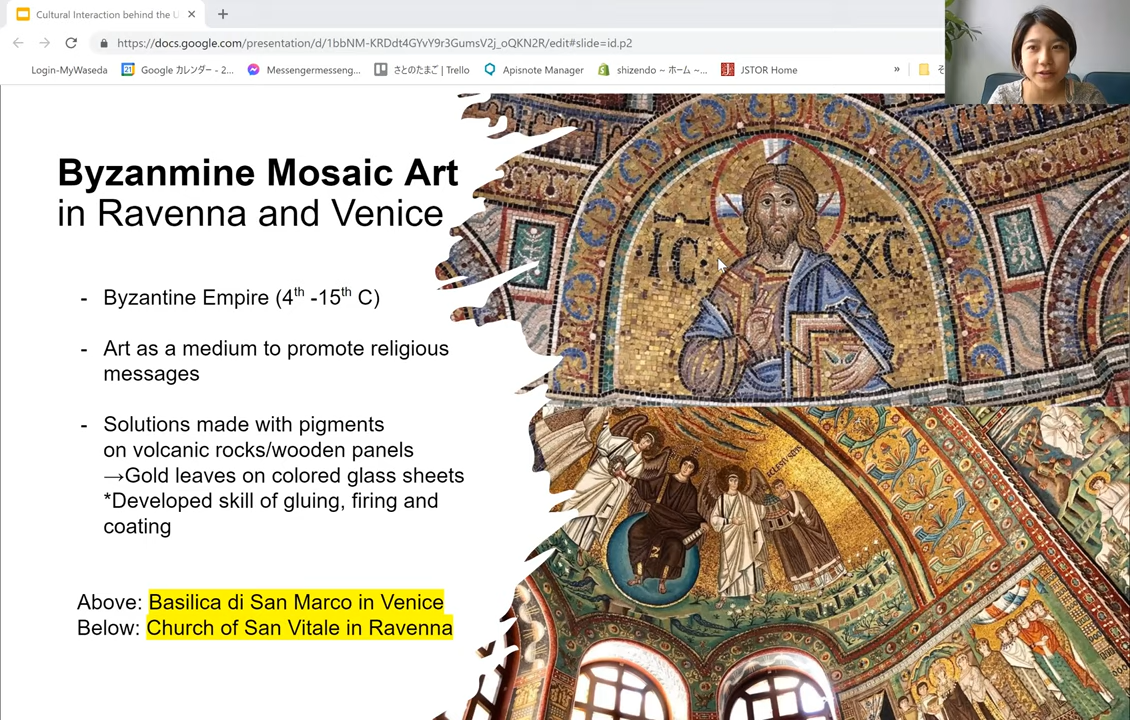 Cultural Interaction behind the U
https://docs.google.com/presentation/d/1bbNM-KRDdt4GYvY9r3GumsV2j_oQKN2R/edit#slide=id.p2
Login-MyWaseda
Google カレンダー - 2...
Messengermesseng...
さとのたまご | Trello
Apisnote Manager
shizendo ~ ホーム ~...
JSTOR Home
»
そ
Byzanmine Mosaic Art
in Ravenna and Venice
- Byzantine Empire (4th -15th C)
- Art as a medium to promote religious
messages
- Solutions made with pigments
on volcanic rocks/wooden panels
→Gold leaves on colored glass sheets
*Developed skill of gluing, firing and
coating
Above: Basilica di San Marco in Venice
Below: Church of San Vitale in Ravenna
IC XC